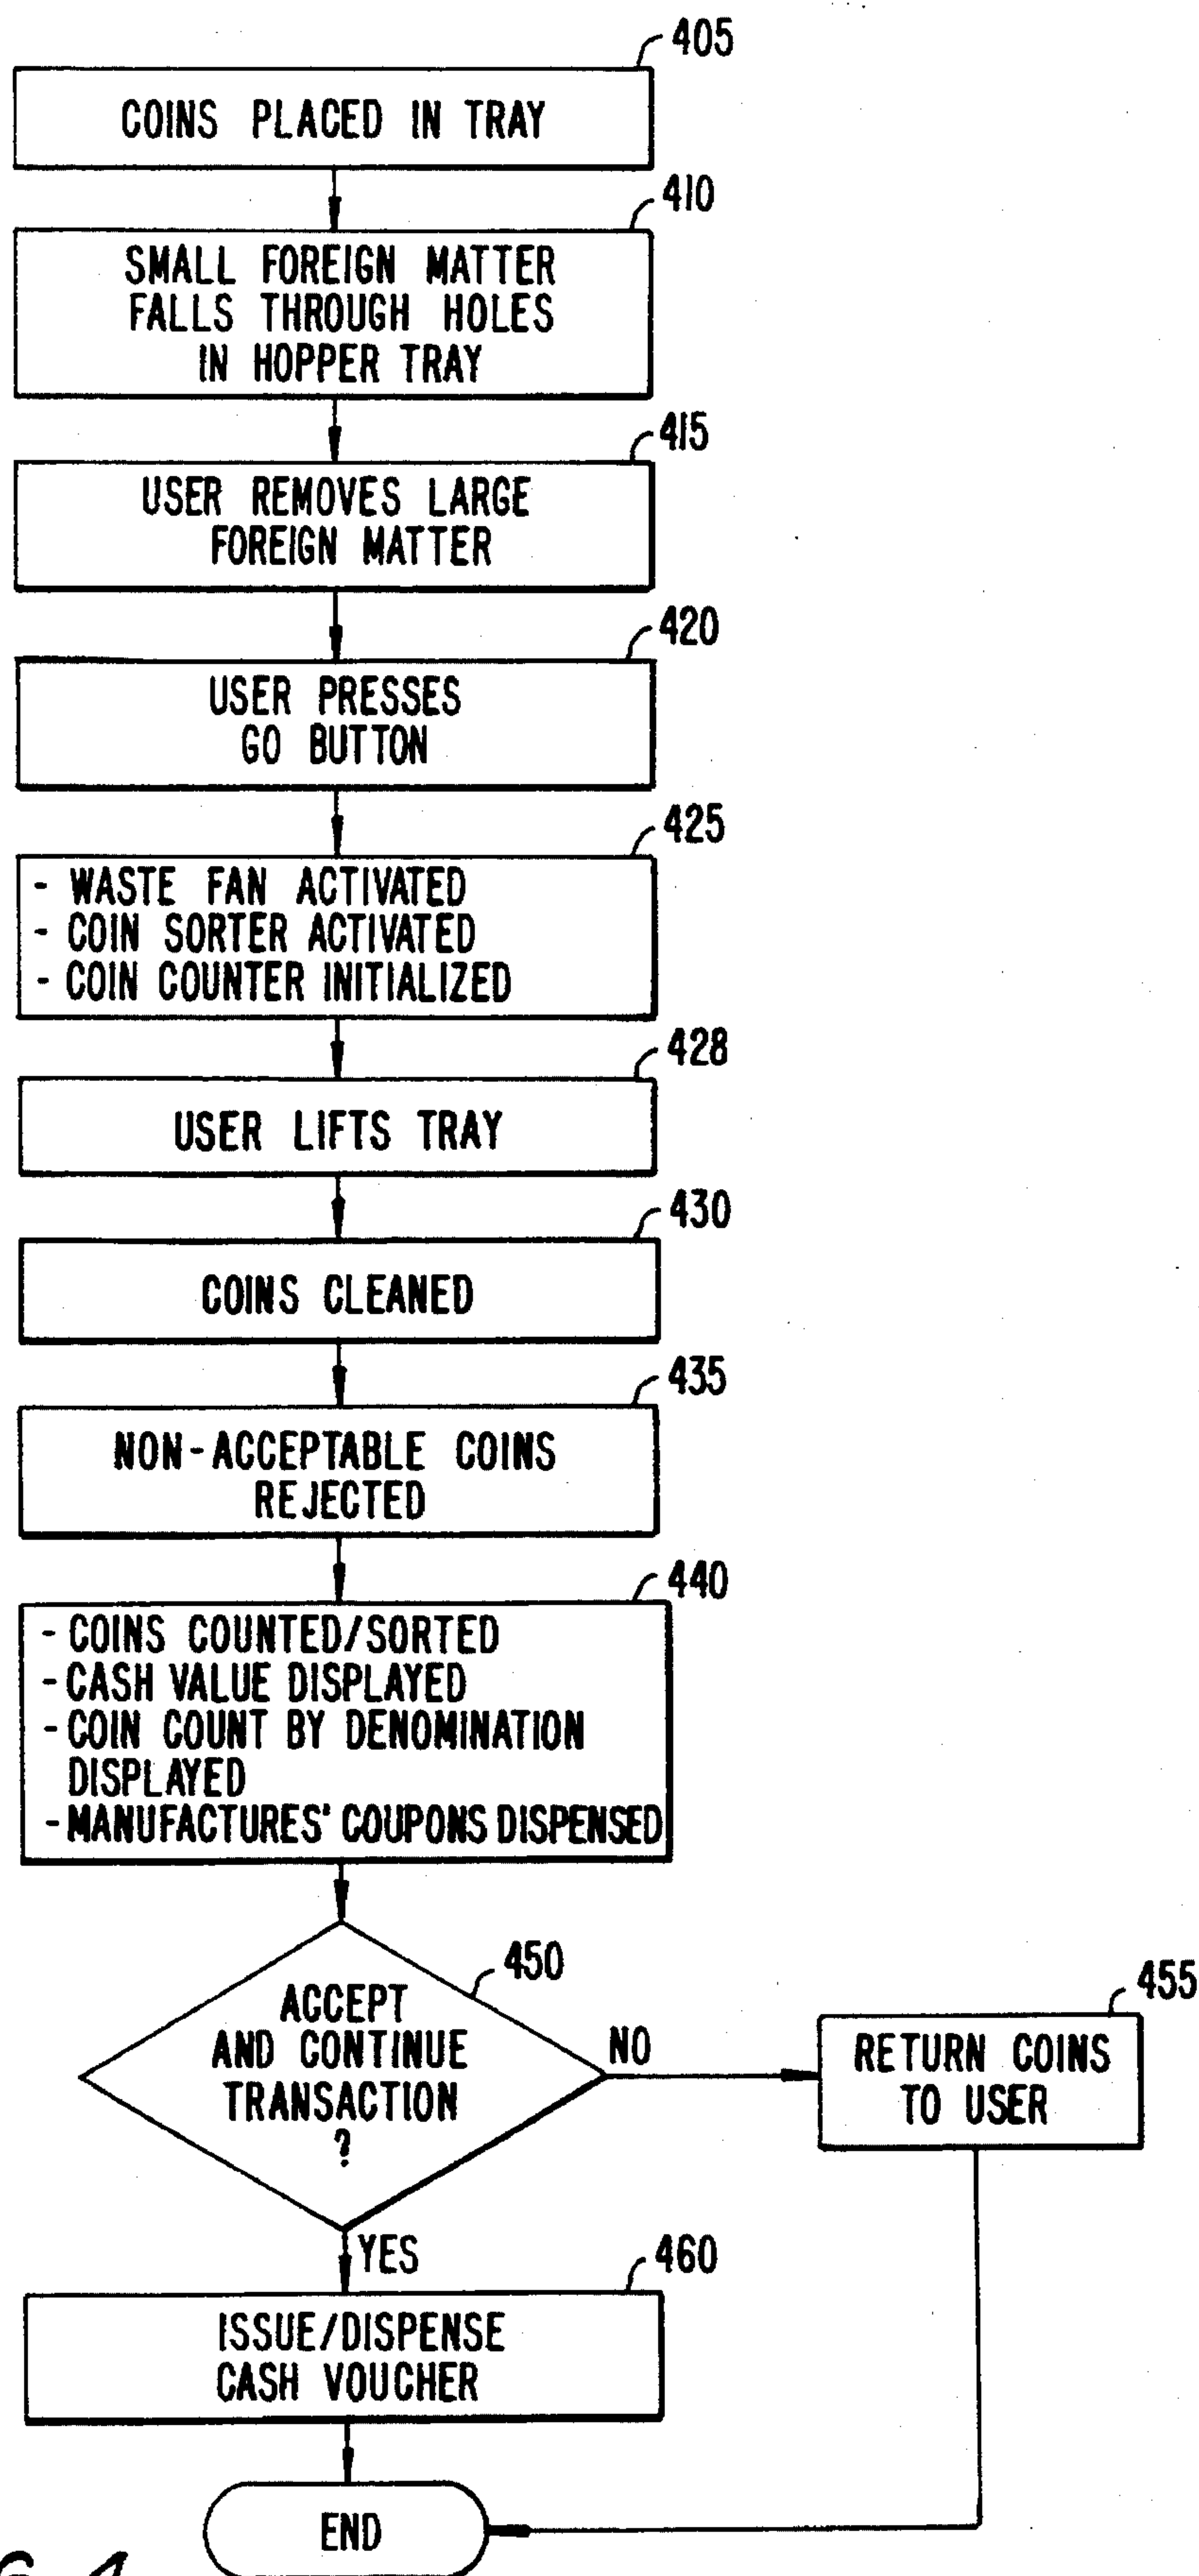 405
COINS PLACED IN TRAY
410
SMALL FOREIGN MATTER
FALLS THROUGH HOLES
IN HOPPER TRAY
415
USER REMOVES LARGE
FOREIGN MATTER
420
USER PRESSES
GO BUTTON
425
- WASTE FAN ACTIVATED
- COIN SORTER ACTIVATED
- COIN COUNTER INITIALIZED
428
USER LIFTS TRAY
430
COINS CLEANED
435
NON-ACCEPTABLE COINS
REJECTED
440
- COINS COUNTED/SORTED
- CASH VALUE DISPLAYED
- COIN COUNT BY DENOMINATION
DISPLAYED
- MANUFACTURES' COUPONS DISPENSED
450
ACCEPT
AND CONTINUE
TRANSACTION
?
NO
455
RETURN COINS
TO USER
YES
460
ISSUE/DISPENSE
CASH VOUCHER
END